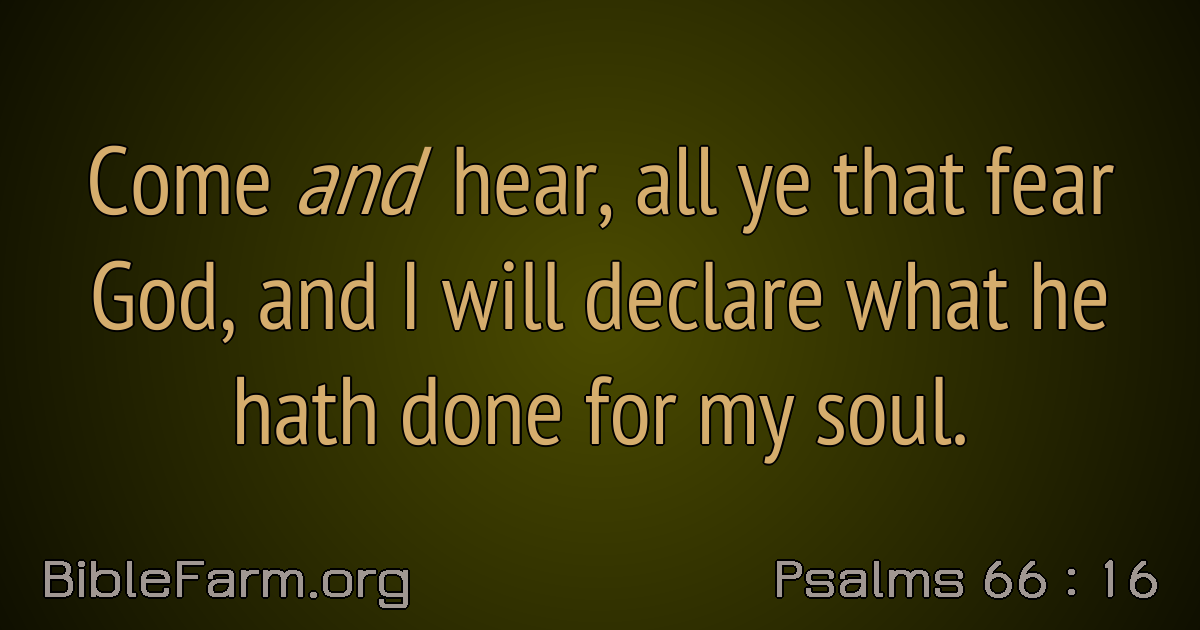 Come and hear, all ye that fear
God, and I will declare what he
hath done for my soul.
BibleFarm.org
Psalms 66 : 16